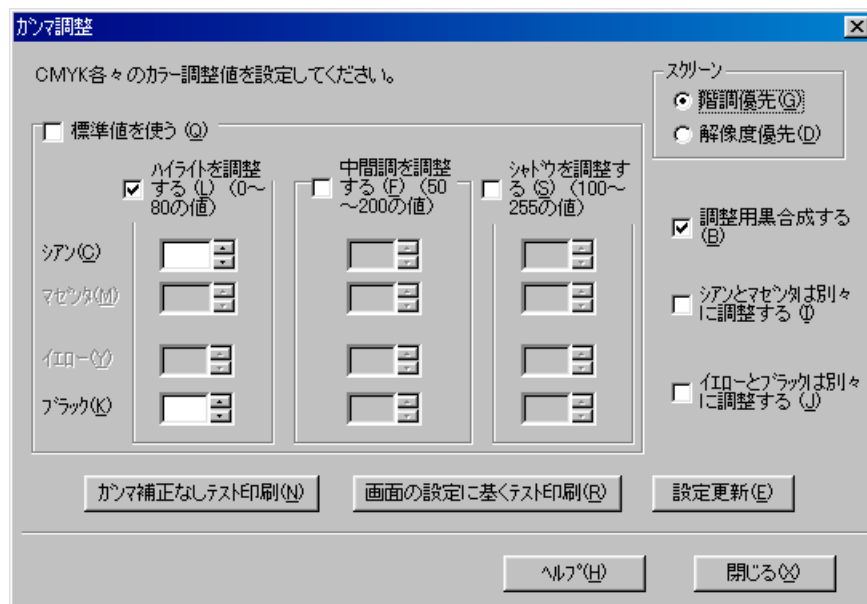 ガンマ調整
CMYK各々のカラー調整値を設定してください。
スクリーン
階調優先(G)
解像度優先(D)
標準値を使う(Q)
ハイライトを調整
する(L)(0～
80の値)
中間調を調整
する(F)(50
～200の値)
シャドウを調整す
る(S)(100～
255の値)
調整用黒合成する
(B)
シアン(C)
マゼンタ(M)
シアンとマゼンタは別々
に調整する(I)
イエロー(Y)
ブラック(K)
イエローとブラックは別々
に調整する(J)
ガンマ補正なしテスト印刷(N)
画面の設定に基くテスト印刷(R)
設定更新(E)
ヘルプ(H)
閉じる(X)